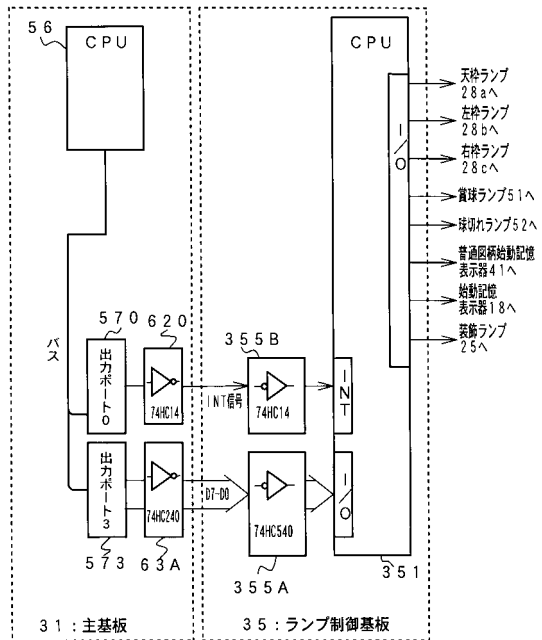 56
CPU
CPU
I/O
天枠ランプ
28aへ
左枠ランプ
28bへ
右枠ランプ
28cへ
賞球ランプ51へ
球切れランプ52へ
普通図柄始動記憶
表示器41へ
始動記憶
表示器18へ
装飾ランプ
25へ
バス
570
620
355B
出力ポート0
74HC14
INT信号
74HC14
INT
出力ポート3
74HC240
D7-D0
74HC540
I/O
573
63A
355A
351
31:主基板
35:ランプ制御基板